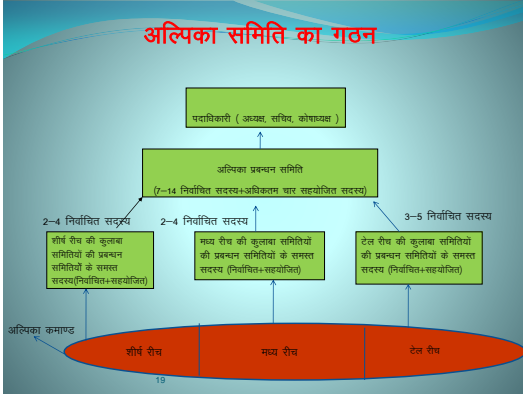 अल्पिका समिति का गठन
पदाधिकारी ( अध्यक्ष, सचिव, कोषाध्यक्ष )
अल्पिका प्रबन्धन समिति
(7–14 निर्वाचित सदस्य+अधिकतम चार सहयोजित सदस्य)
2–4 निर्वाचित सदस्य
2–4 निर्वाचित सदस्य
3–5 निर्वाचित सदस्य
शीर्ष रीच की कुलाबा
समितियों की प्रबन्धन
समितियों के समस्त
सदस्य(निर्वाचित+सहयोजित)
मध्य रीच की कुलाबा समितियों
की प्रबन्धन समितियों के समस्त
सदस्य (निर्वाचित+सहयोजित)
टेल रीच की कुलाबा समितियों
की प्रबन्धन समितियों के समस्त
सदस्य (निर्वाचित+सहयोजित)
अल्पिका कमाण्ड
शीर्ष रीच
मध्य रीच
टेल रीच
19